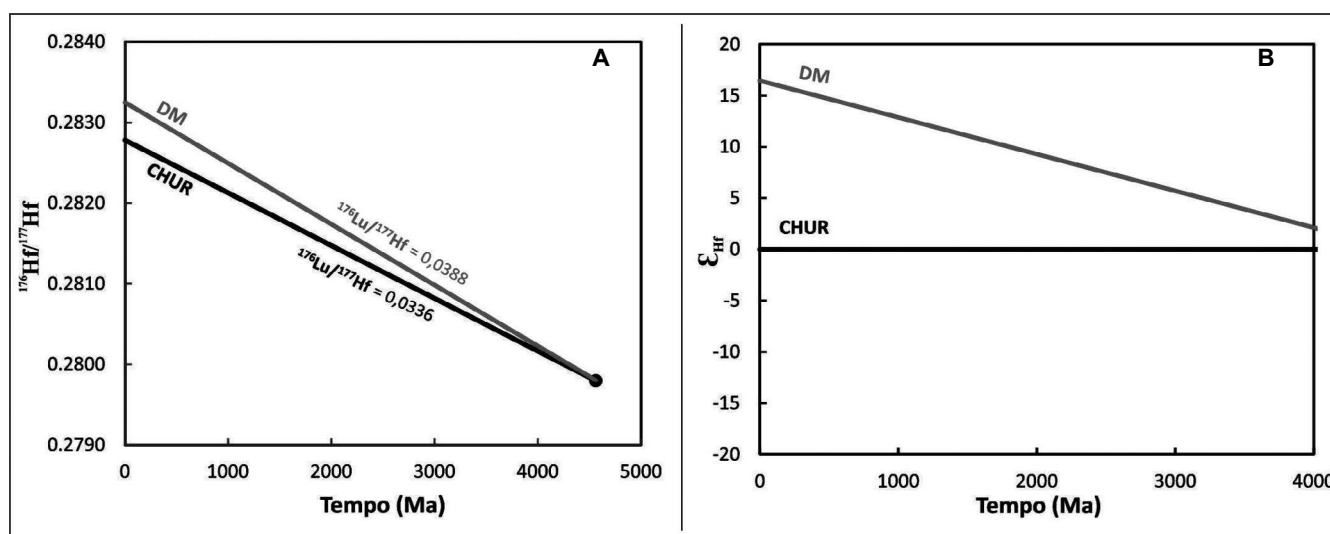 A
0.2840
0.2830
0.2820
0.2810
0.2800
0.2790
¹⁷⁶Hf/¹⁷⁷Hf
DM
CHUR
¹⁷⁶Lu/¹⁷⁷Hf = 0,0388
¹⁷⁶Lu/¹⁷⁷Hf = 0,0336
0 1000 2000 3000 4000 5000
Tempo (Ma)
B
20
15
10
5
0
-5
-10
-15
-20
ℇHf
DM
CHUR
0 1000 2000 3000 4000
Tempo (Ma)